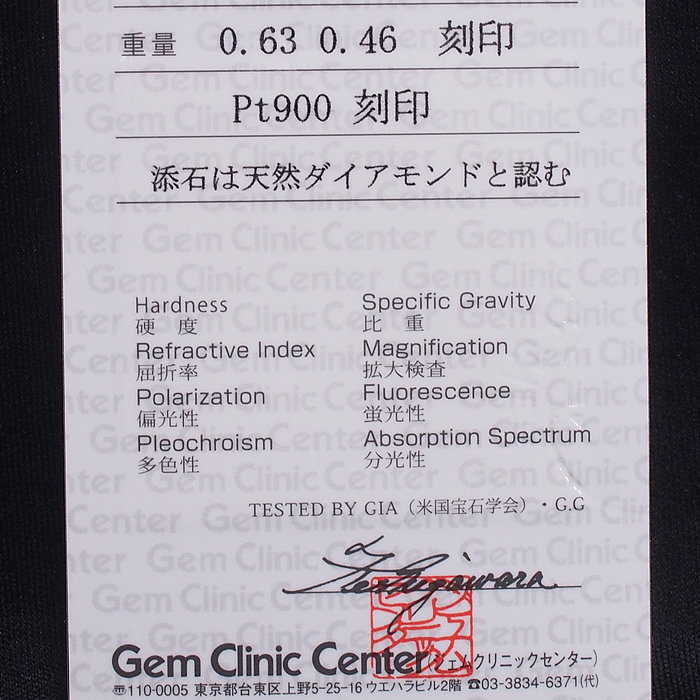 重量 0.63 0.46 刻印
Pt900 刻印
添石は天然ダイアモンドと認む
Hardness Specific Gravity
硬 度 比 重
Refractive Index Magnification
屈折率 拡大検査
Polarization Fluorescence
偏光性 蛍光性
Pleochroism Absorption Spectrum
多色性 分光性
TESTED BY GIA（米国宝石学会）・G.G
Gem Clinic Center(ジェムクリニックセンター)
〠110-0005 東京都台東区上野5-25-16 ウエハラビル2階 ☎03-3834-6371(代)